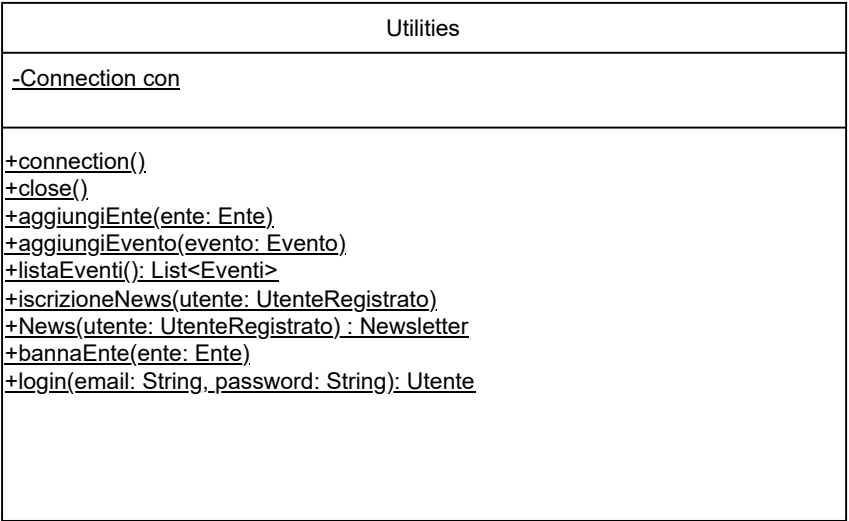 Utilities
-Connection con
+connection()
+close()
+aggiungiEnte(ente: Ente)
+aggiungiEvento(evento: Evento)
+listaEventi(): List<Eventi>
+iscrizioneNews(utente: UtenteRegistrato)
+News(utente: UtenteRegistrato) : Newsletter
+bannaEnte(ente: Ente)
+login(email: String, password: String): Utente